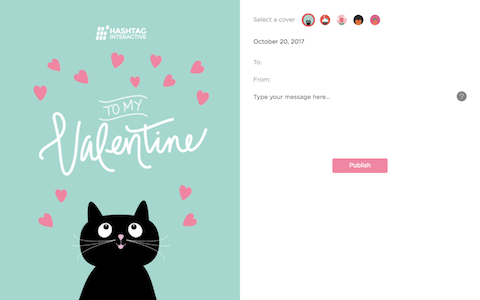 HASHTAG
INTERACTIVE
TO MY
Valentine
Select a cover
October 20, 2017
To:
From:
Type your message here...
?
Publish